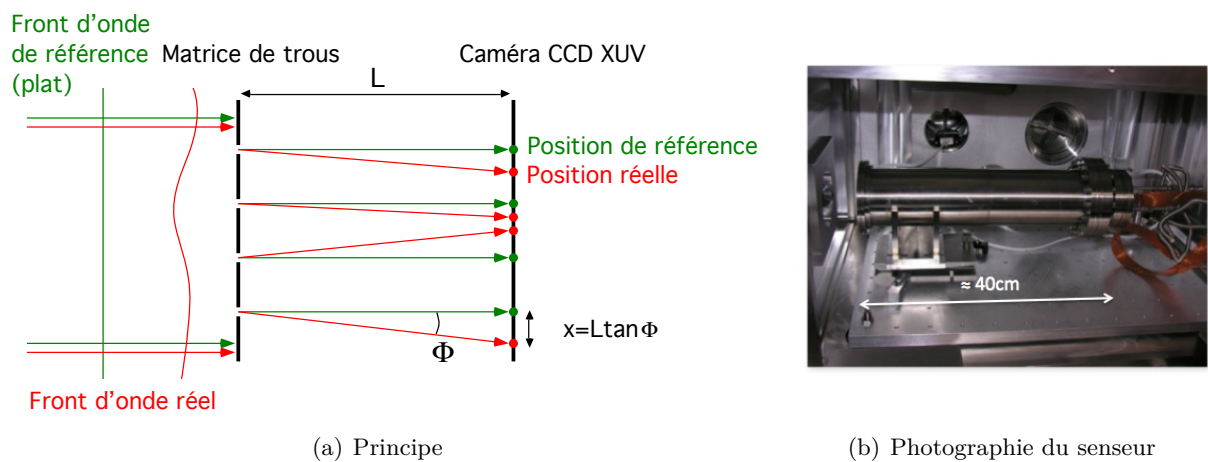 Front d'onde
de référence
(plat)
Matrice de trous
Caméra CCD XUV
L
Position de référence
Position réelle
Φ
x=LtanΦ
Front d'onde réel
≈ 40cm
(a) Principe
(b) Photographie du senseur